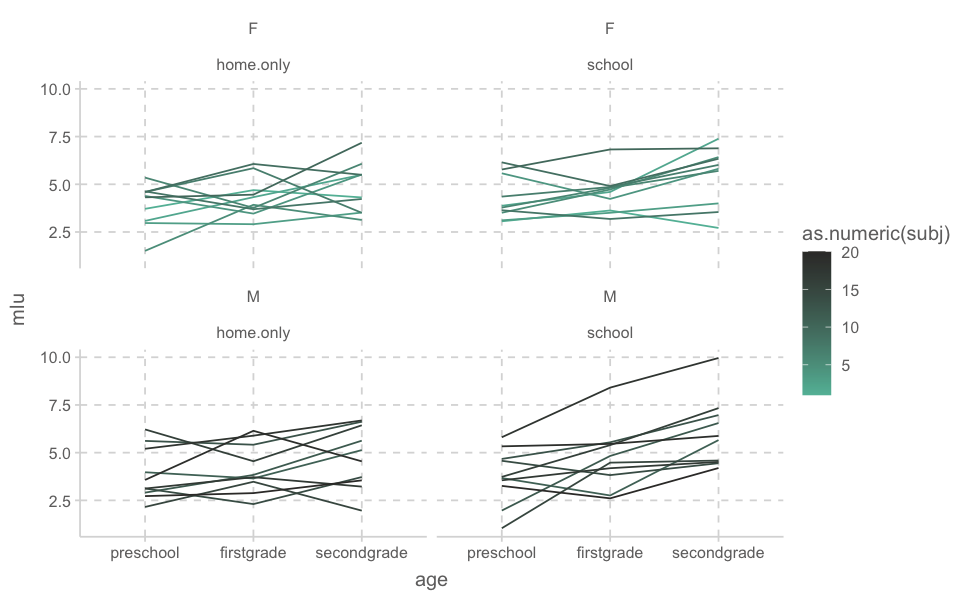 F
F
home.only
school
10.0
7.5
5.0
2.5
M
M
home.only
school
10.0
7.5
5.0
2.5
preschool
firstgrade
secondgrade
preschool
firstgrade
secondgrade
age
mlu
as.numeric(subj)
20
15
10
5